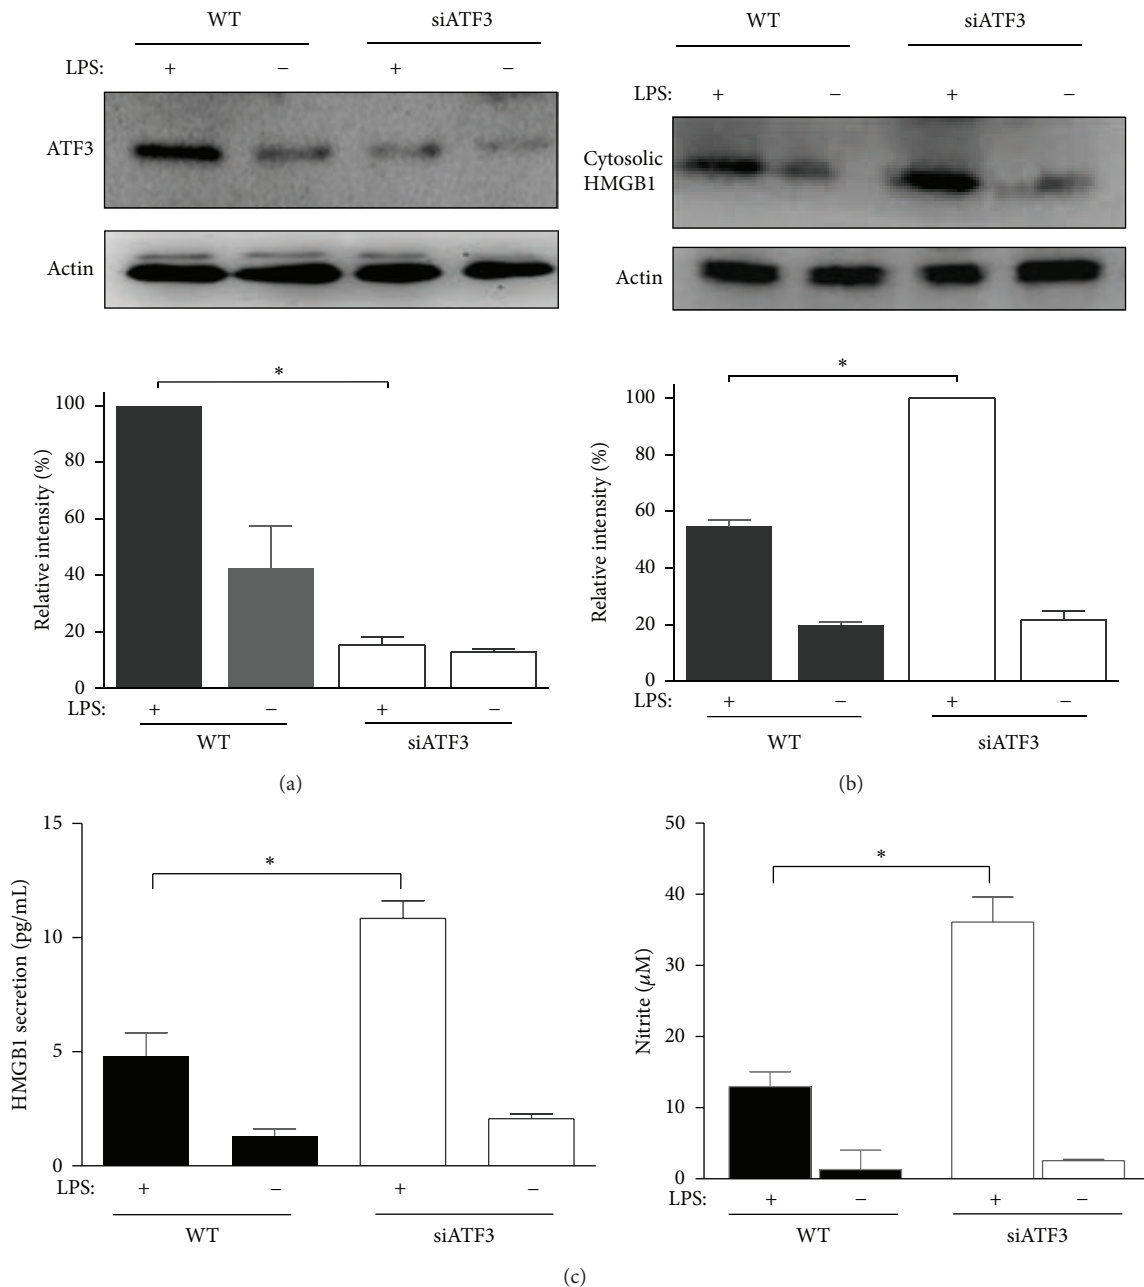 WT siATF3
LPS: + − + −
ATF3
Actin
*
100
80
60
40
20
0
Relative intensity (%)
LPS: + − + −
WT siATF3
(a)
WT siATF3
LPS: + − + −
Cytosolic
HMGB1
Actin
*
100
80
60
40
20
0
Relative intensity (%)
LPS: + − + −
WT siATF3
(b)
*
15
10
5
0
HMGB1 secretion (pg/mL)
LPS: + − + −
WT siATF3
*
50
40
30
20
10
0
Nitrite (μM)
LPS: + − + −
WT siATF3
(c)